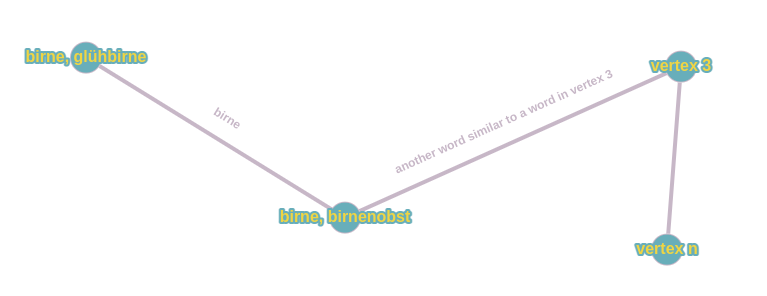 birne, glühbirne
birne
birne, birnenobst
another word similar to a word in vertex 3
vertex 3
vertex n